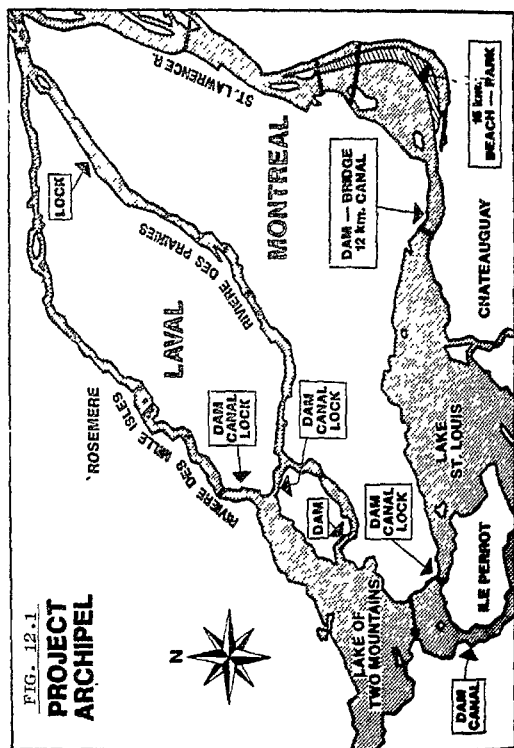 FIG. 12.1
PROJECT
ARCHIPEL
N
ROSEMERE
RIVIERE DES MILLE ISLES
LAVAL
LOCK
RIVIERE DES PRAIRIES
ST. LAWRENCE R.
MONTREAL
DAM
CANAL
LOCK
DAM
CANAL
LOCK
DAM
LAKE OF
TWO MOUNTAINS
DAM
CANAL
LOCK
DAM — BRIDGE
12 km. CANAL
16 km.
BEACH — PARK
LAKE
ST. LOUIS
CHATEAUGUAY
ILE PERROT
DAM
CANAL